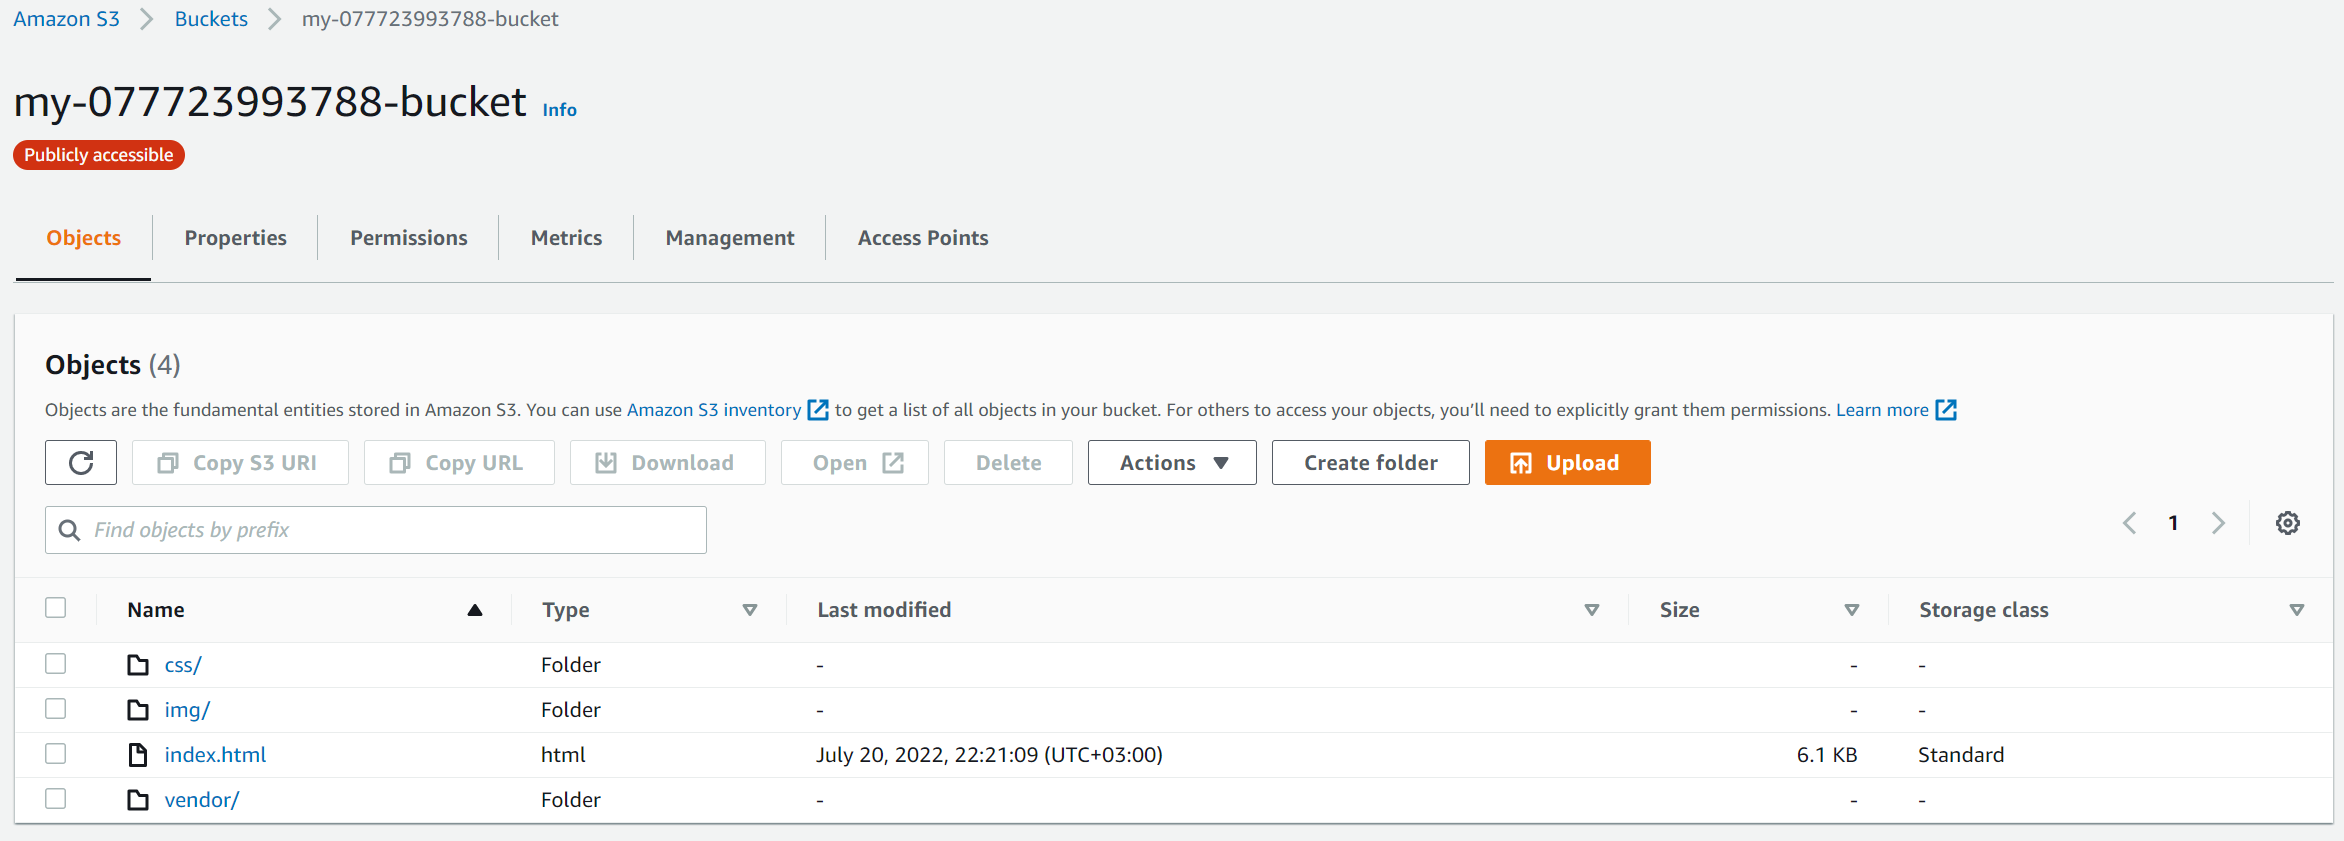 Amazon S3 > Buckets > my-077723993788-bucket
my-077723993788-bucket Info
Publicly accessible
Objects Properties Permissions Metrics Management Access Points
Objects (4)
Objects are the fundamental entities stored in Amazon S3. You can use Amazon S3 inventory to get a list of all objects in your bucket. For others to access your objects, you’ll need to explicitly grant them permissions. Learn more
Copy S3 URI Copy URL Download Open Delete Actions Create folder Upload
Find objects by prefix 1
Name Type Last modified Size Storage class
css/ Folder - - -
img/ Folder - - -
index.html html July 20, 2022, 22:21:09 (UTC+03:00) 6.1 KB Standard
vendor/ Folder - - -